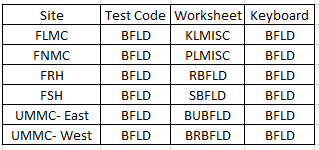 Site Test Code Worksheet Keyboard
FLMC BFLD KLMISC BFLD
FNMC BFLD PLMISC BFLD
FRH BFLD RBFLD BFLD
FSH BFLD SBFLD BFLD
UMMC- East BFLD BUBFLD BFLD
UMMC- West BFLD BRBFLD BFLD